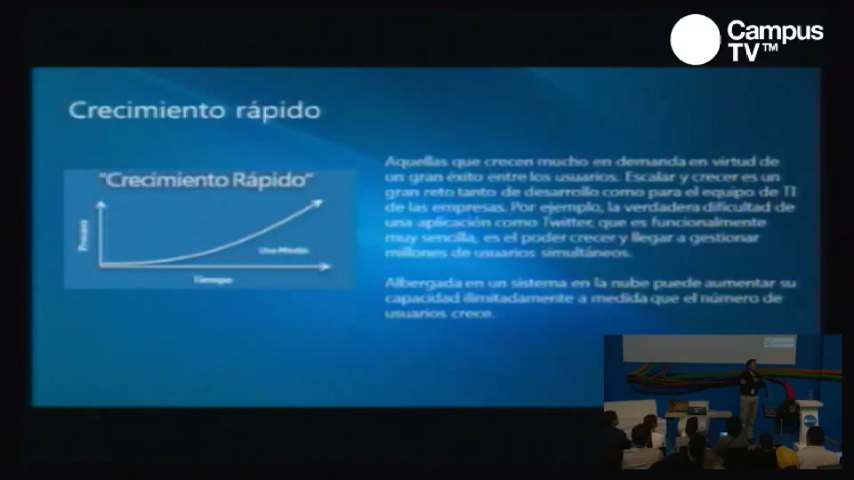 Campus
TV™
Crecimiento rápido
"Crecimiento Rápido"
Tiempo
Aquellas que crecen mucho en demanda en virtud de
un gran éxito entre los usuarios. Escalar y crecer es un
gran reto tanto de desarrollo como para el equipo de TI
de las empresas. Por ejemplo, la verdadera dificultad de
una aplicación como Twitter, que es funcionalmente
muy sencilla, es el poder crecer y llegar a gestionar
millones de usuarios simultáneos.
Albergada en un sistema en la nube puede aumentar su
capacidad ilimitadamente a medida que el número de
usuarios crece.